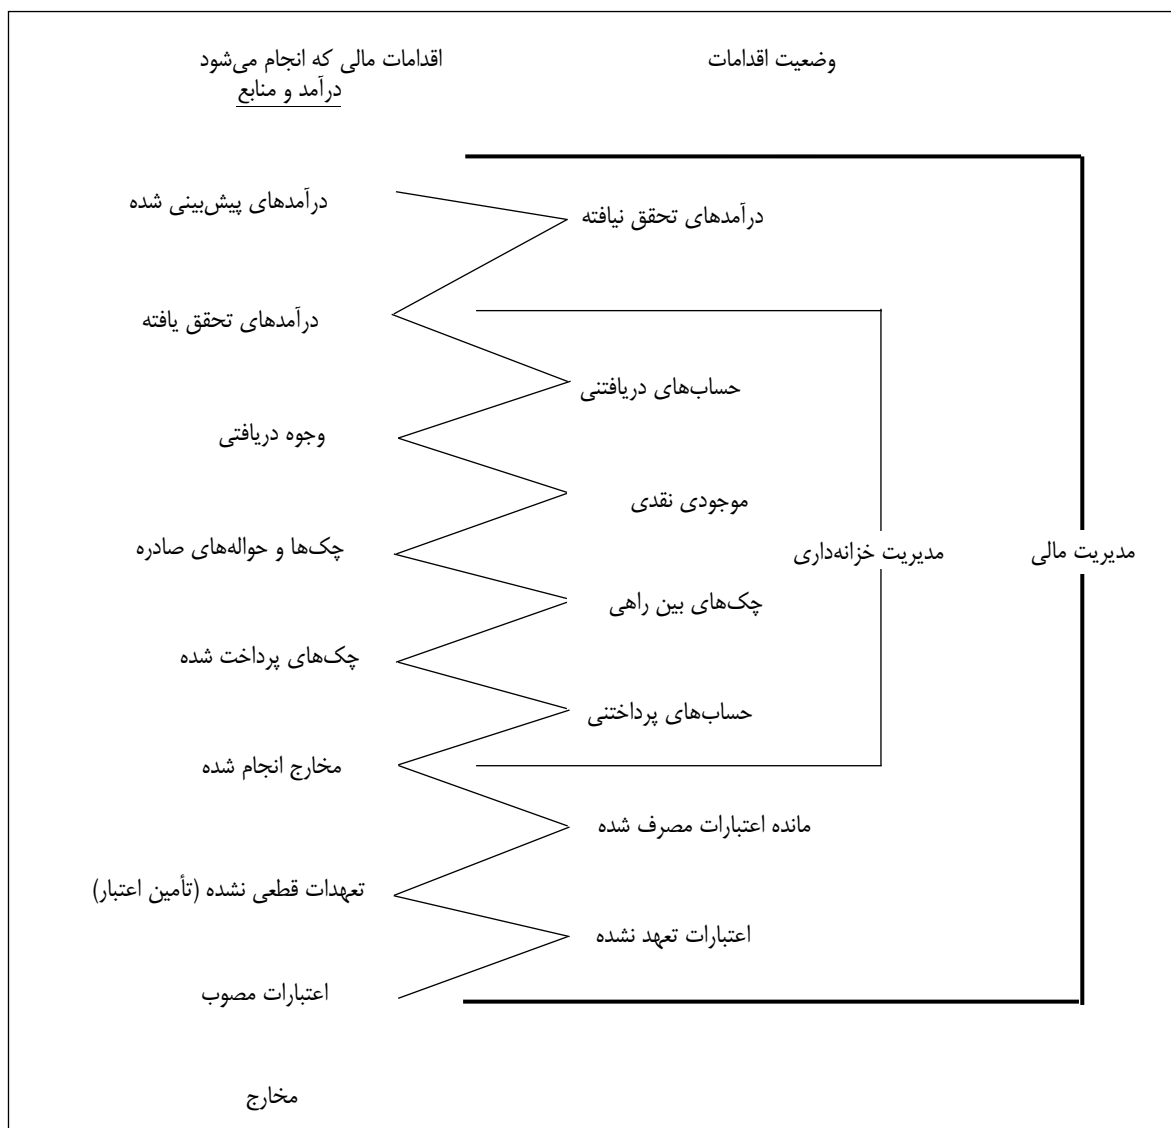 وضعیت اقدامات
اقدامات مالی که انجام می‌شود
درآمد و منابع
درآمدهای پیش‌بینی شده
درآمدهای تحقق نیافته
درآمدهای تحقق یافته
حساب‌های دریافتنی
وجوه دریافتی
موجودی نقدی
چک‌ها و حواله‌های صادره
مدیریت مالی
مدیریت خزانه‌داری
چک‌های بین راهی
چک‌های پرداخت شده
حساب‌های پرداختنی
مخارج انجام شده
مانده اعتبارات مصرف شده
تعهدات قطعی نشده (تأمین اعتبار)
اعتبارات تعهد نشده
اعتبارات مصوب
مخارج